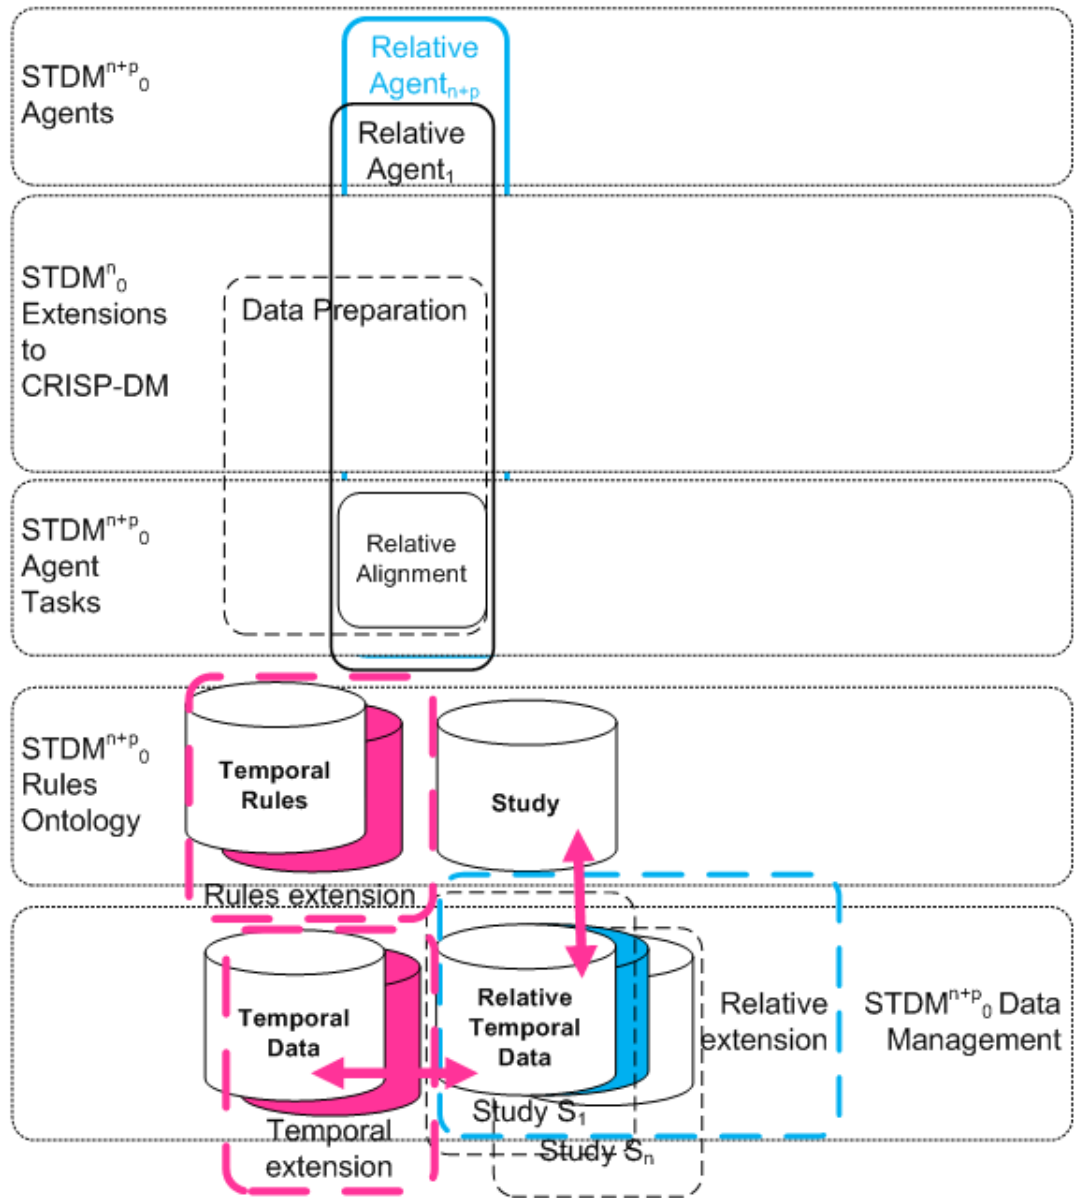 Relative
Agentn+p
STDMn+p0
Agents
Relative
Agent1
STDMn0
Extensions
to
CRISP-DM
Data Preparation
STDMn+p0
Agent
Tasks
Relative
Alignment
STDMn+p0
Rules
Ontology
Temporal
Rules
Study
Rules extension
Temporal
Data
Relative
Temporal
Data
Relative
extension
STDMn+p0 Data
Management
Study S1
Temporal
extension
Study Sn